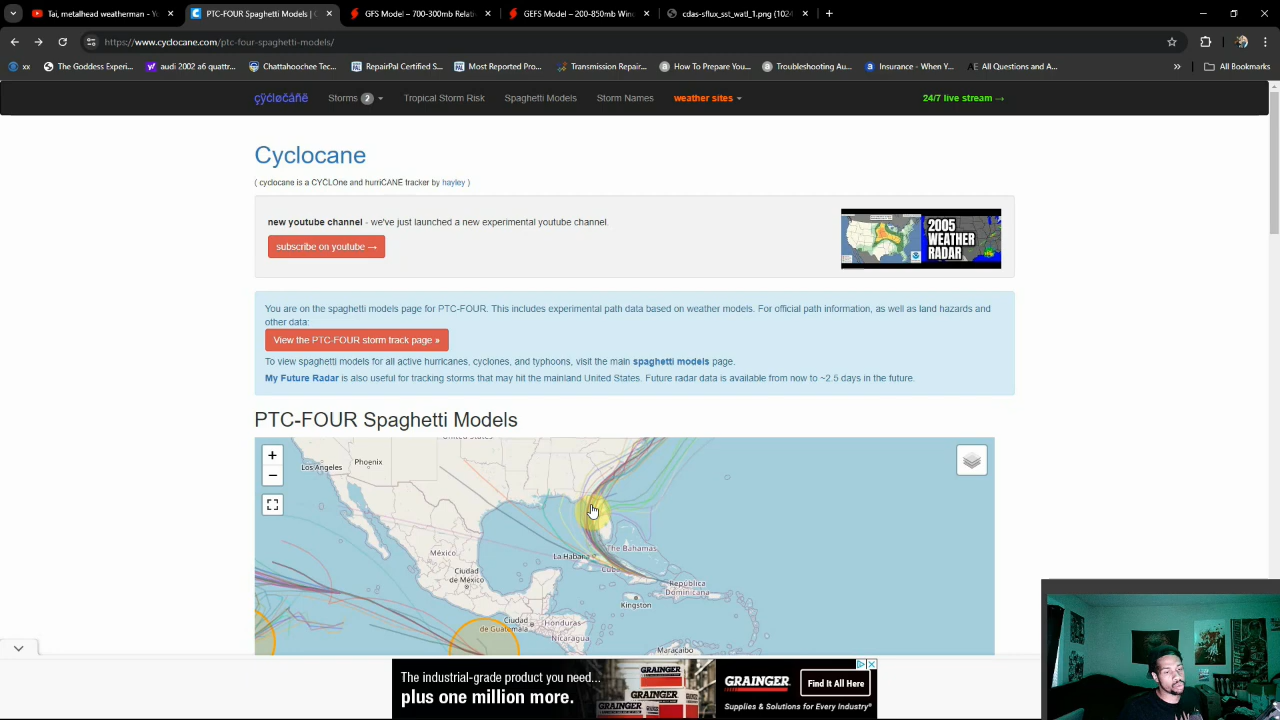 Tai, metalhead weatherman - Y
PTC-FOUR Spaghetti Models | C
GFS Model – 700-300mb Relati
GEFS Model – 200-850mb Winc
cdas-sflux_sst_watl_1.png (1024
https://www.cyclocane.com/ptc-four-spaghetti-models/
xx
The Goddess Experi...
audi 2002 a6 quattr...
Chattahoochee Tec...
RepairPal Certified S...
Most Reported Pro...
Transmission Repair...
How To Prepare You...
Troubleshooting Au...
Insurance - When Y...
All Questions and A...
»
All Bookmarks
çÿćløčáñê
Storms 2
Tropical Storm Risk
Spaghetti Models
Storm Names
weather sites
24/7 live stream →
Cyclocane
( cyclocane is a CYCLOne and hurriCANE tracker by hayley )
new youtube channel - we've just launched a new experimental youtube channel.
subscribe on youtube →
2005
WEATHER
RADAR
You are on the spaghetti models page for PTC-FOUR. This includes experimental path data based on weather models. For official path information, as well as land hazards and
other data:
View the PTC-FOUR storm track page »
To view spaghetti models for all active hurricanes, cyclones, and typhoons, visit the main spaghetti models page.
My Future Radar is also useful for tracking storms that may hit the mainland United States. Future radar data is available from now to ~2.5 days in the future.
PTC-FOUR Spaghetti Models
+
−
United States
Los Angeles
Phoenix
México
Ciudad
de México
La Habana
The Bahamas
Cuba
República
Dominicana
Kingston
Ciudad
de Guatemala
Honduras
Nicaragua
Maracaibo
The industrial-grade product you need...
plus one million more.
GRAINGER
GRAINGER
GRAINGER
GRAINGER
Find It All Here
Supplies & Solutions for Every Industry®